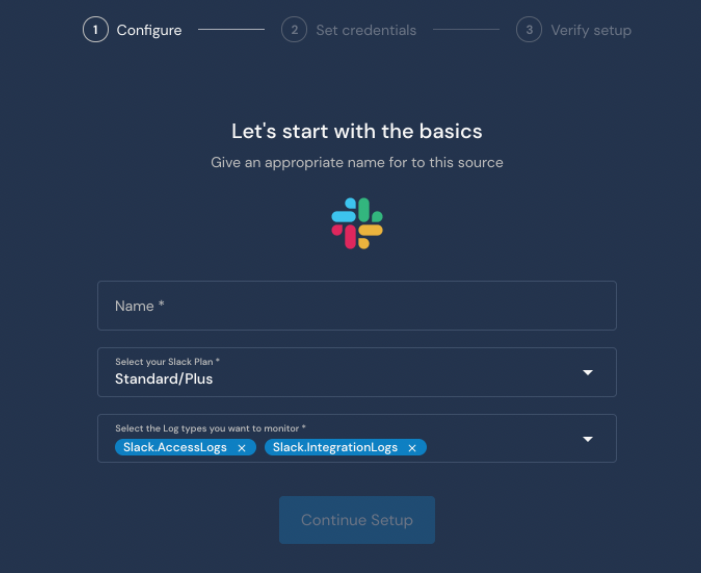 1 Configure 2 Set credentials 3 Verify setup
Let's start with the basics
Give an appropriate name for to this source
Name *
Select your Slack Plan *
Standard/Plus
Select the Log types you want to monitor *
Slack.AccessLogs × Slack.IntegrationLogs ×
Continue Setup